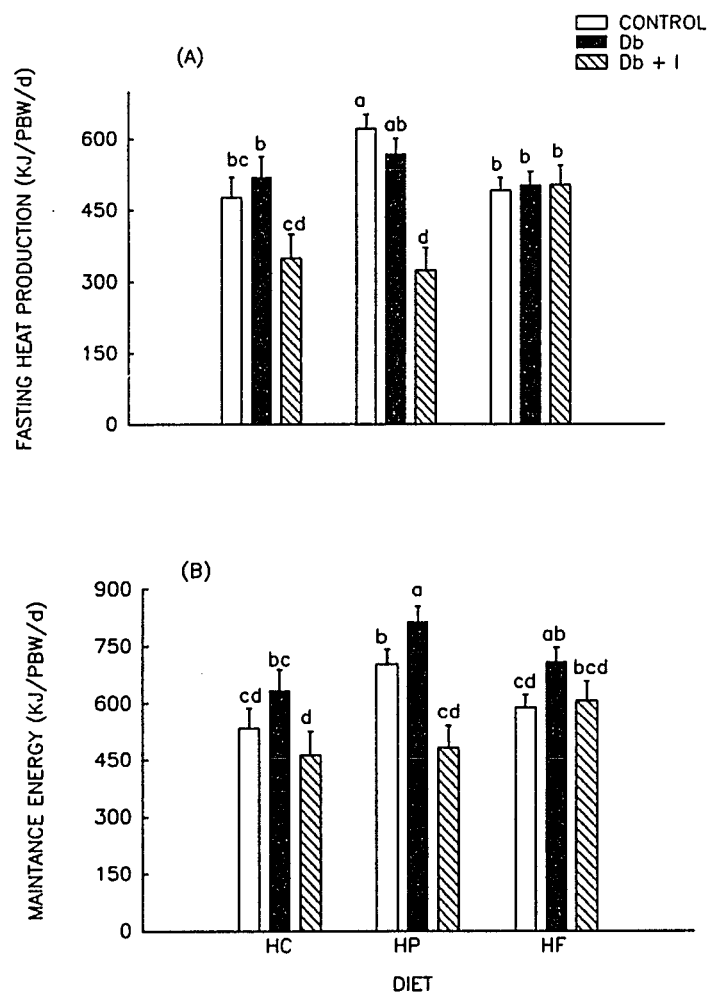 CONTROL
Db
Db + I
(A)
FASTING HEAT PRODUCTION (KJ/PBW/d)
600
450
300
150
0
bc b cd
a ab d
b b b
(B)
MAINTANCE ENERGY (KJ/PBW/d)
900
750
600
450
300
150
0
cd bc d
b a cd
cd ab bcd
HC HP HF
DIET